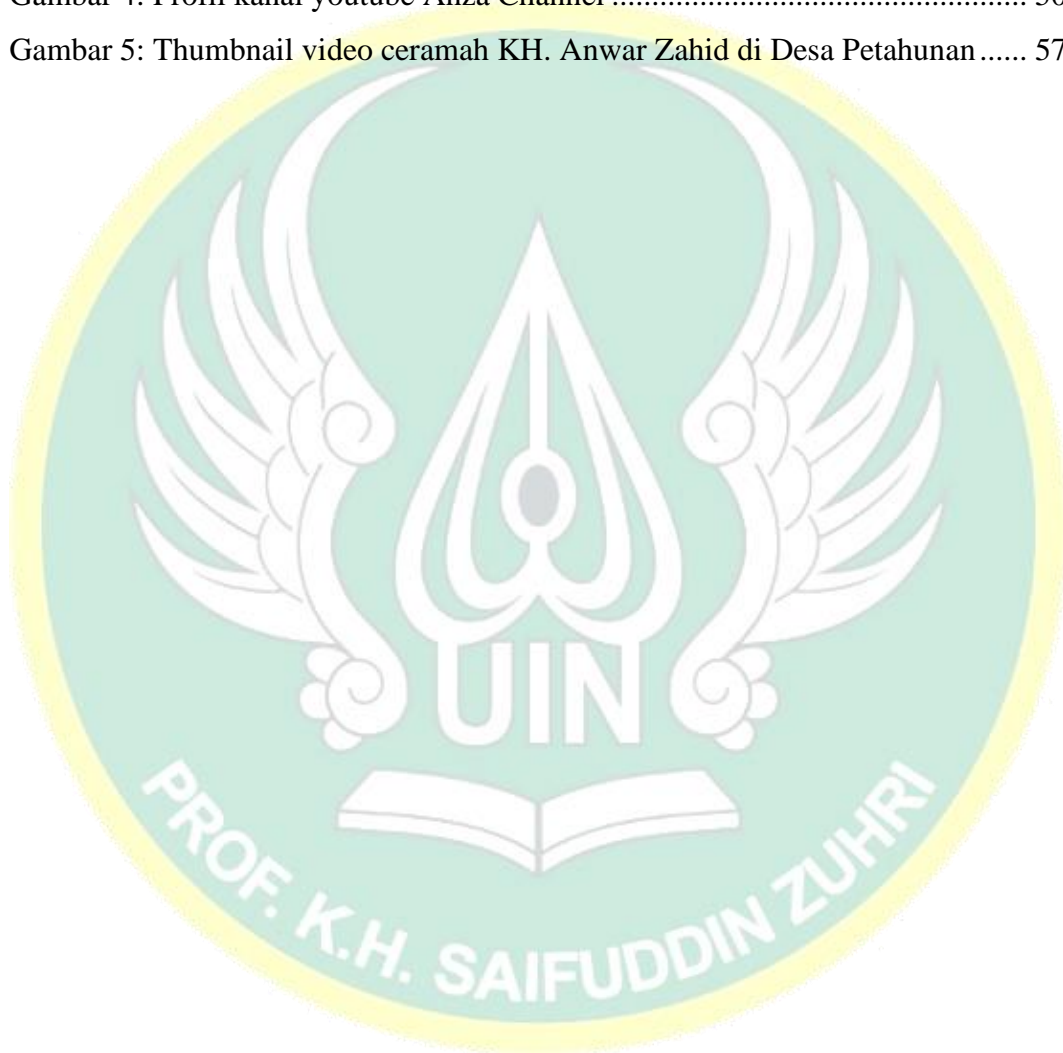 Gambar 4: Profil kanal youtube Anza Channel ......................................................
Gambar 5: Thumbnail video ceramah KH. Anwar Zahid di Desa Petahunan ...... 57
UIN
PROF. K.H. SAIFUDDIN ZUHRI